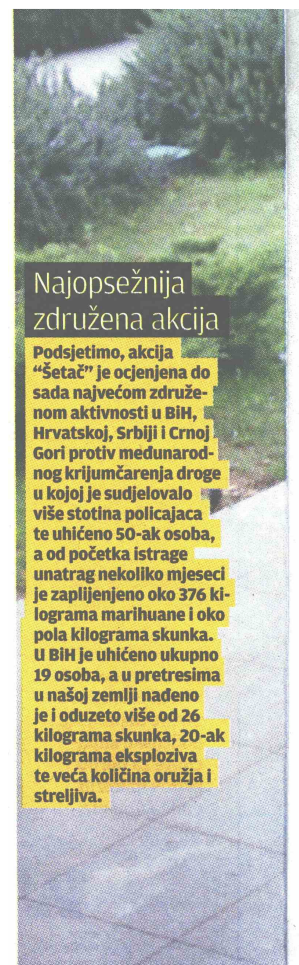 Najopsežnija
združena akcija
Podsjetimo, akcija
“Šetač” je ocjenjena do
sada najvećom združe-
nom aktivnosti u BiH,
Hrvatskoj, Srbiji i Crnoj
Gori protiv međunarod-
nog krijumčarenja droge
u kojoj je sudjelovalo
više stotina policajaca
te uhićeno 50-ak osoba,
a od početka istrage
unatrag nekoliko mjeseci
je zaplijenjeno oko 376 ki-
lograma marihuane i oko
pola kilograma skunka.
U BiH je uhićeno ukupno
19 osoba, a u pretresima
u našoj zemlji nađeno
je i oduzeto više od 26
kilograma skunka, 20-ak
kilograma eksploziva
te veća količina oružja i
streljiva.